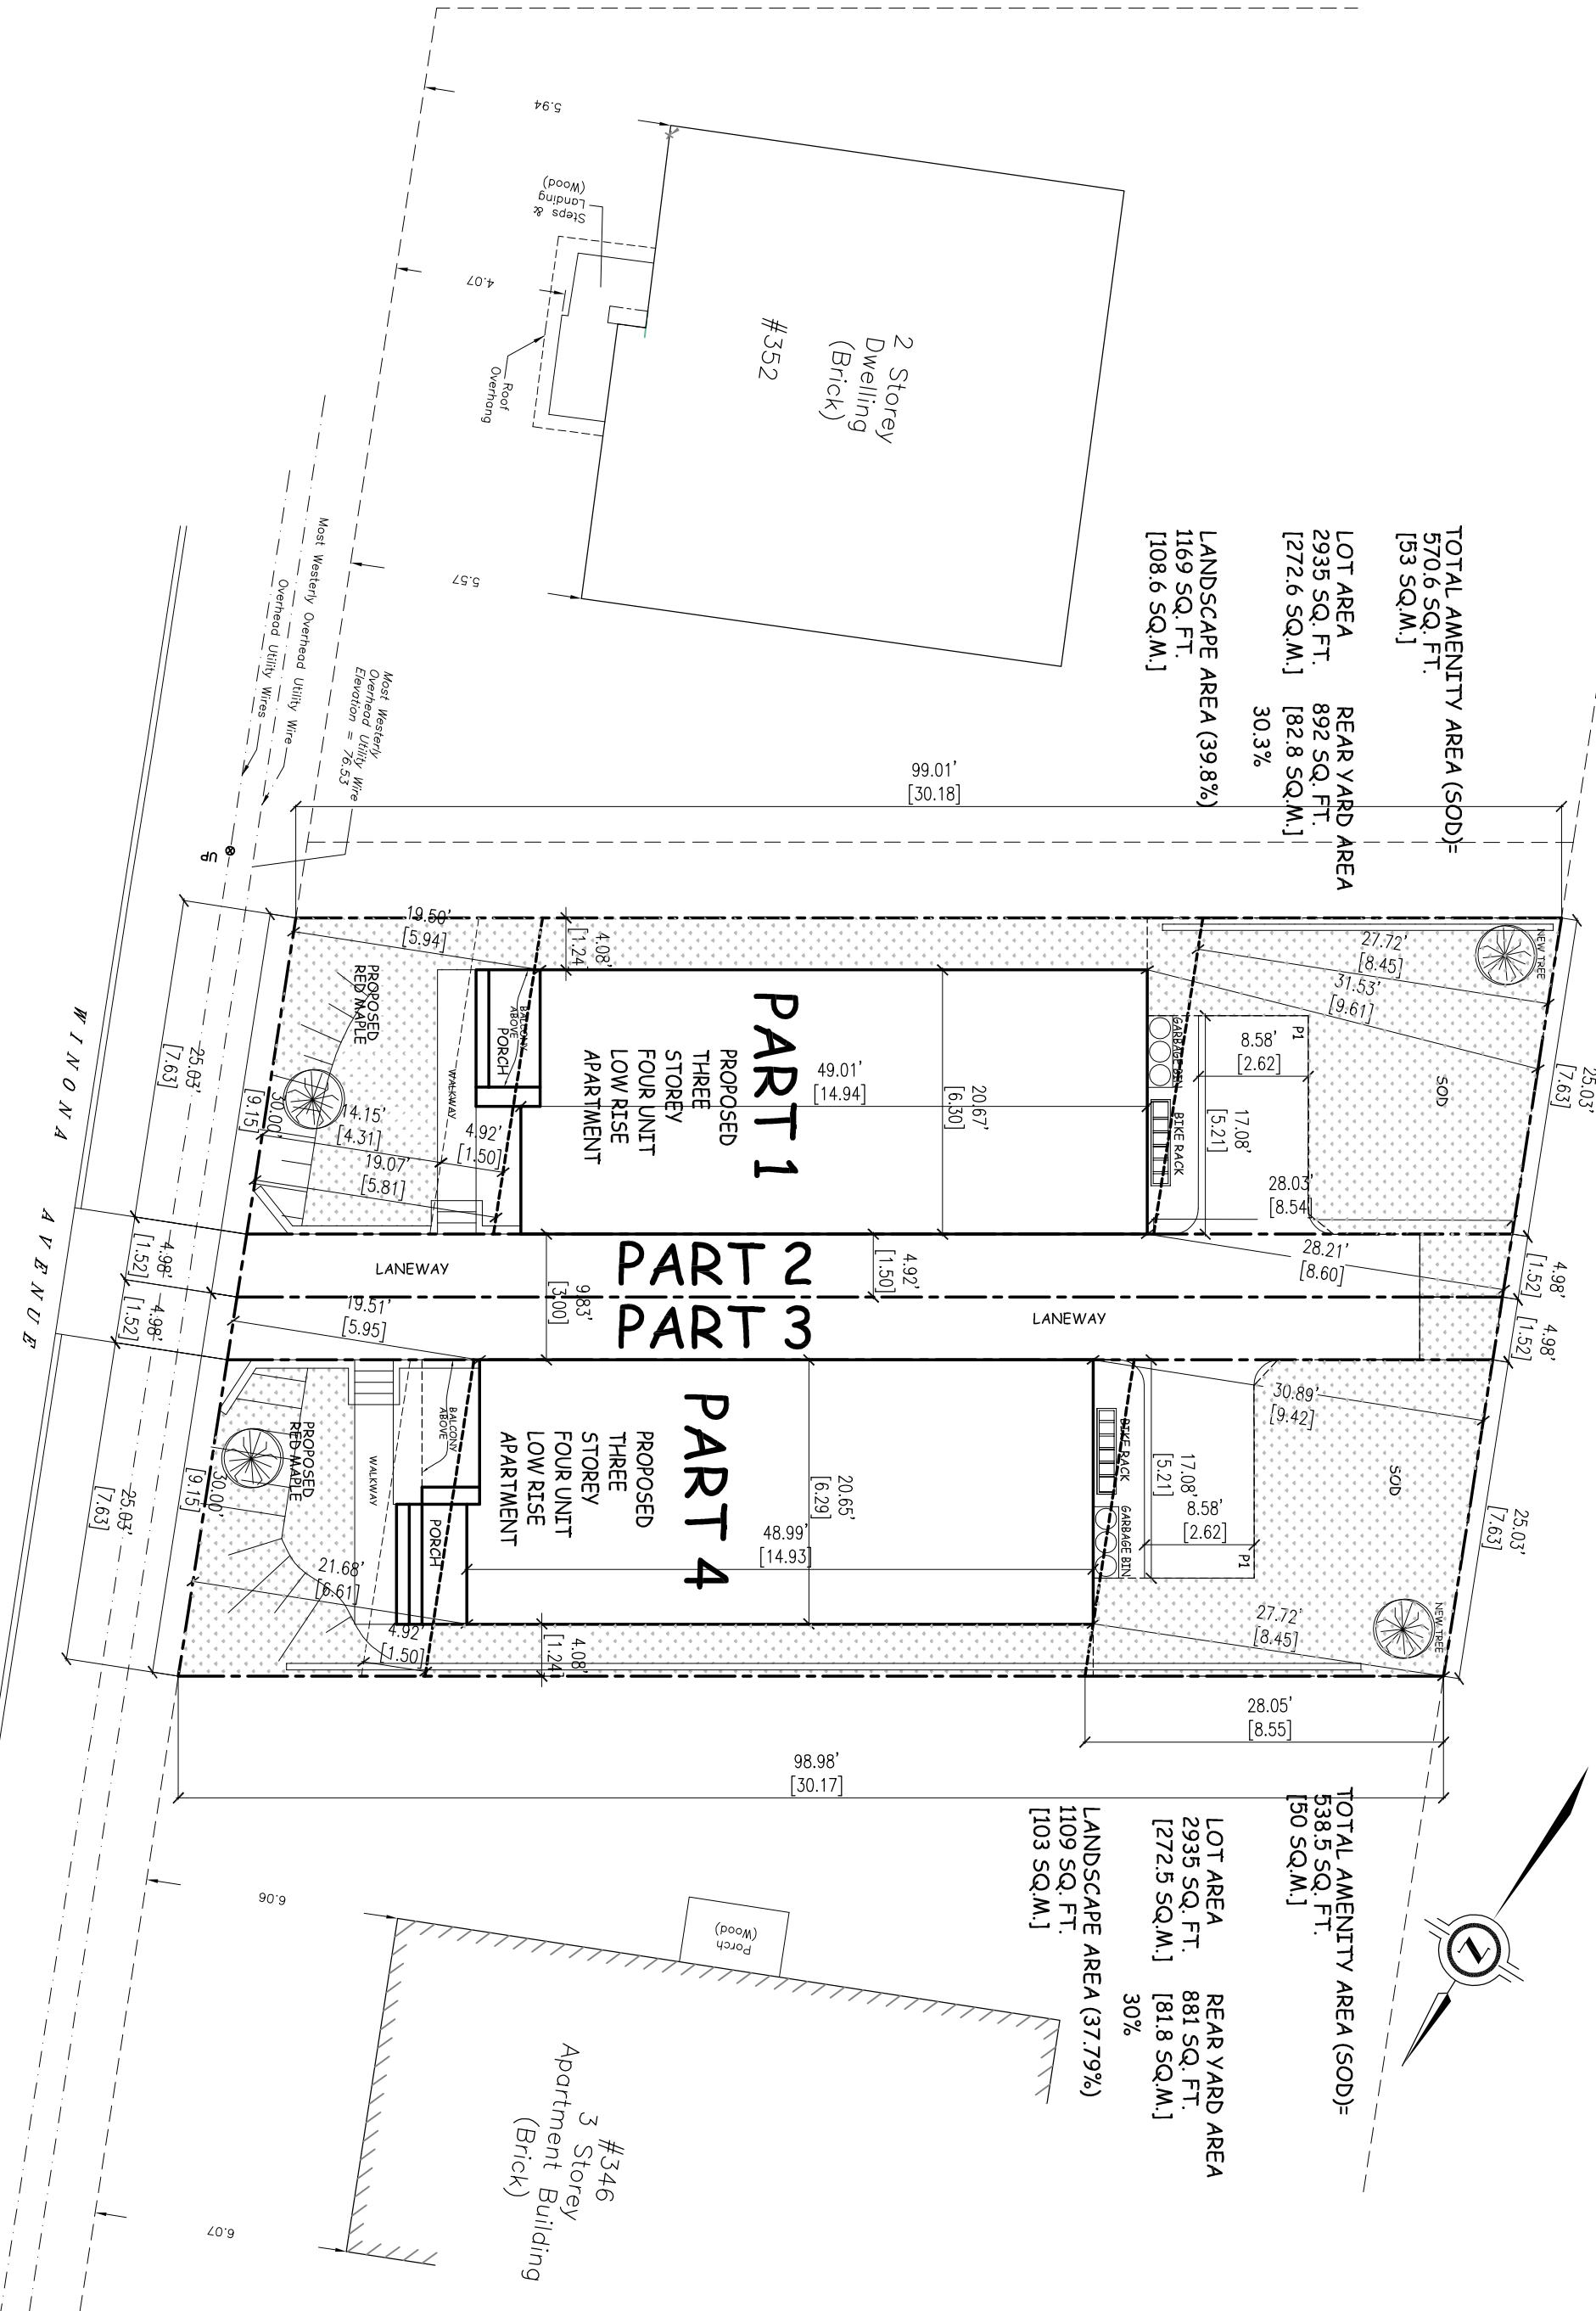 5.94
Steps &
Landing
(Wood)
4.07
Roof
Overhang
2 Storey
Dwelling
(Brick)
#352
5.57
Most Westerly Overhead Utility Wire
Overhead Utility Wires
Most Westerly
Overhead Utility Wire
Elevation = 76.53
UP
TOTAL AMENITY AREA (SOD)=
570.6 SQ. FT.
[53 SQ.M.]
LOT AREA
2935 SQ. FT.
[272.6 SQ.M.]
REAR YARD AREA
892 SQ. FT.
[82.8 SQ.M.]
30.3%
LANDSCAPE AREA (39.8%)
1169 SQ. FT.
[108.6 SQ.M.]
99.01'
[30.18]
19.50'
[5.94]
4.08'
[1.24]
27.72'
[8.45]
31.53'
[9.61]
NEW TREE
25.03'
[7.63]
PROPOSED
RED MAPLE
BALCONY
ABOVE
PORCH
WALKWAY
PART 1
PROPOSED
THREE
STOREY
FOUR UNIT
LOW RISE
APARTMENT
49.01'
[14.94]
20.67'
[6.30]
GARBAGE BIN
BIKE RACK
8.58'
[2.62]
P1
17.08'
[5.21]
SOD
28.03'
[8.54]
25.03'
[7.63]
30.00'
[9.15]
14.15'
[4.31]
4.92'
[1.50]
19.07'
[5.81]
WINONA AVENUE
4.98'
[1.52]
4.98'
[1.52]
LANEWAY
PART 2
4.92'
[1.50]
28.21'
[8.60]
4.98'
[1.52]
9.83'
[3.00]
PART 3
LANEWAY
4.98'
[1.52]
19.51'
[5.95]
PROPOSED
RED MAPLE
WALKWAY
BALCONY
ABOVE
PORCH
PART 4
PROPOSED
THREE
STOREY
FOUR UNIT
LOW RISE
APARTMENT
20.65'
[6.29]
48.99'
[14.93]
BIKE RACK
GARBAGE BIN
30.89'
[9.42]
17.08'
[5.21]
8.58'
[2.62]
P1
SOD
25.03'
[7.63]
30.00'
[9.15]
25.03'
[7.63]
21.68'
[6.61]
4.92'
[1.50]
4.08'
[1.24]
27.72'
[8.45]
NEW TREE
28.05'
[8.55]
98.98'
[30.17]
TOTAL AMENITY AREA (SOD)=
538.5 SQ. FT.
[50 SQ.M.]
LOT AREA
2935 SQ. FT.
[272.5 SQ.M.]
REAR YARD AREA
881 SQ. FT.
[81.8 SQ.M.]
30%
LANDSCAPE AREA (37.79%)
1109 SQ. FT.
[103 SQ.M.]
N
6.06
Porch
(Wood)
#346
3 Storey
Apartment Building
(Brick)
6.07